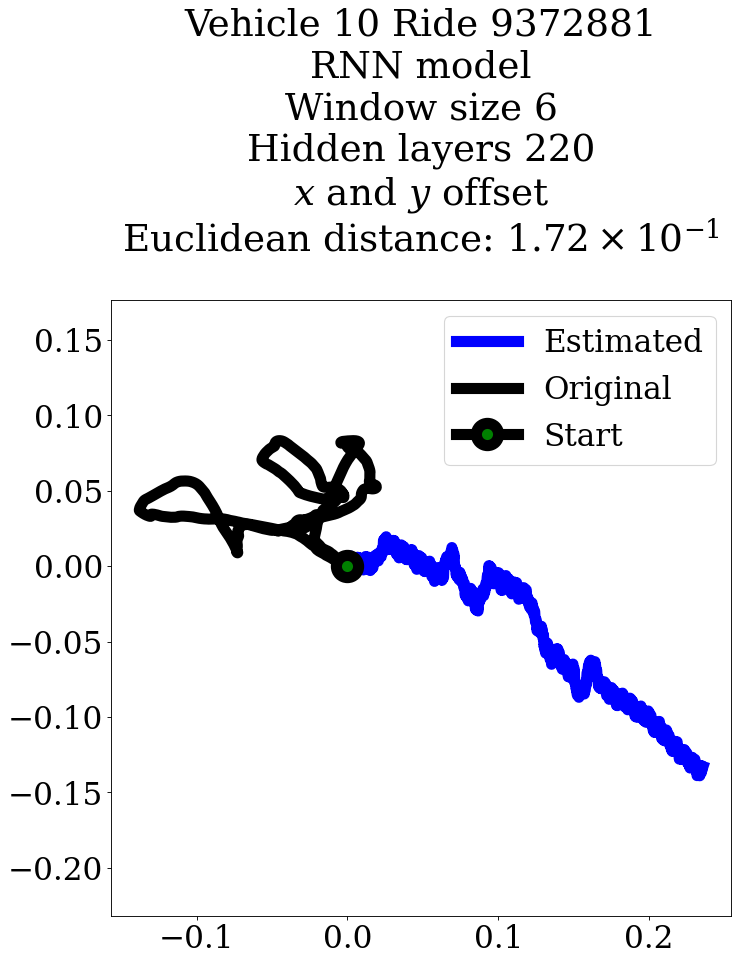 Vehicle 10 Ride 9372881
RNN model
Window size 6
Hidden layers 220
x and y offset
Euclidean distance: 1.72 × 10⁻¹
Estimated
Original
Start
0.15
0.10
0.05
0.00
−0.05
−0.10
−0.15
−0.20
−0.1 0.0 0.1 0.2